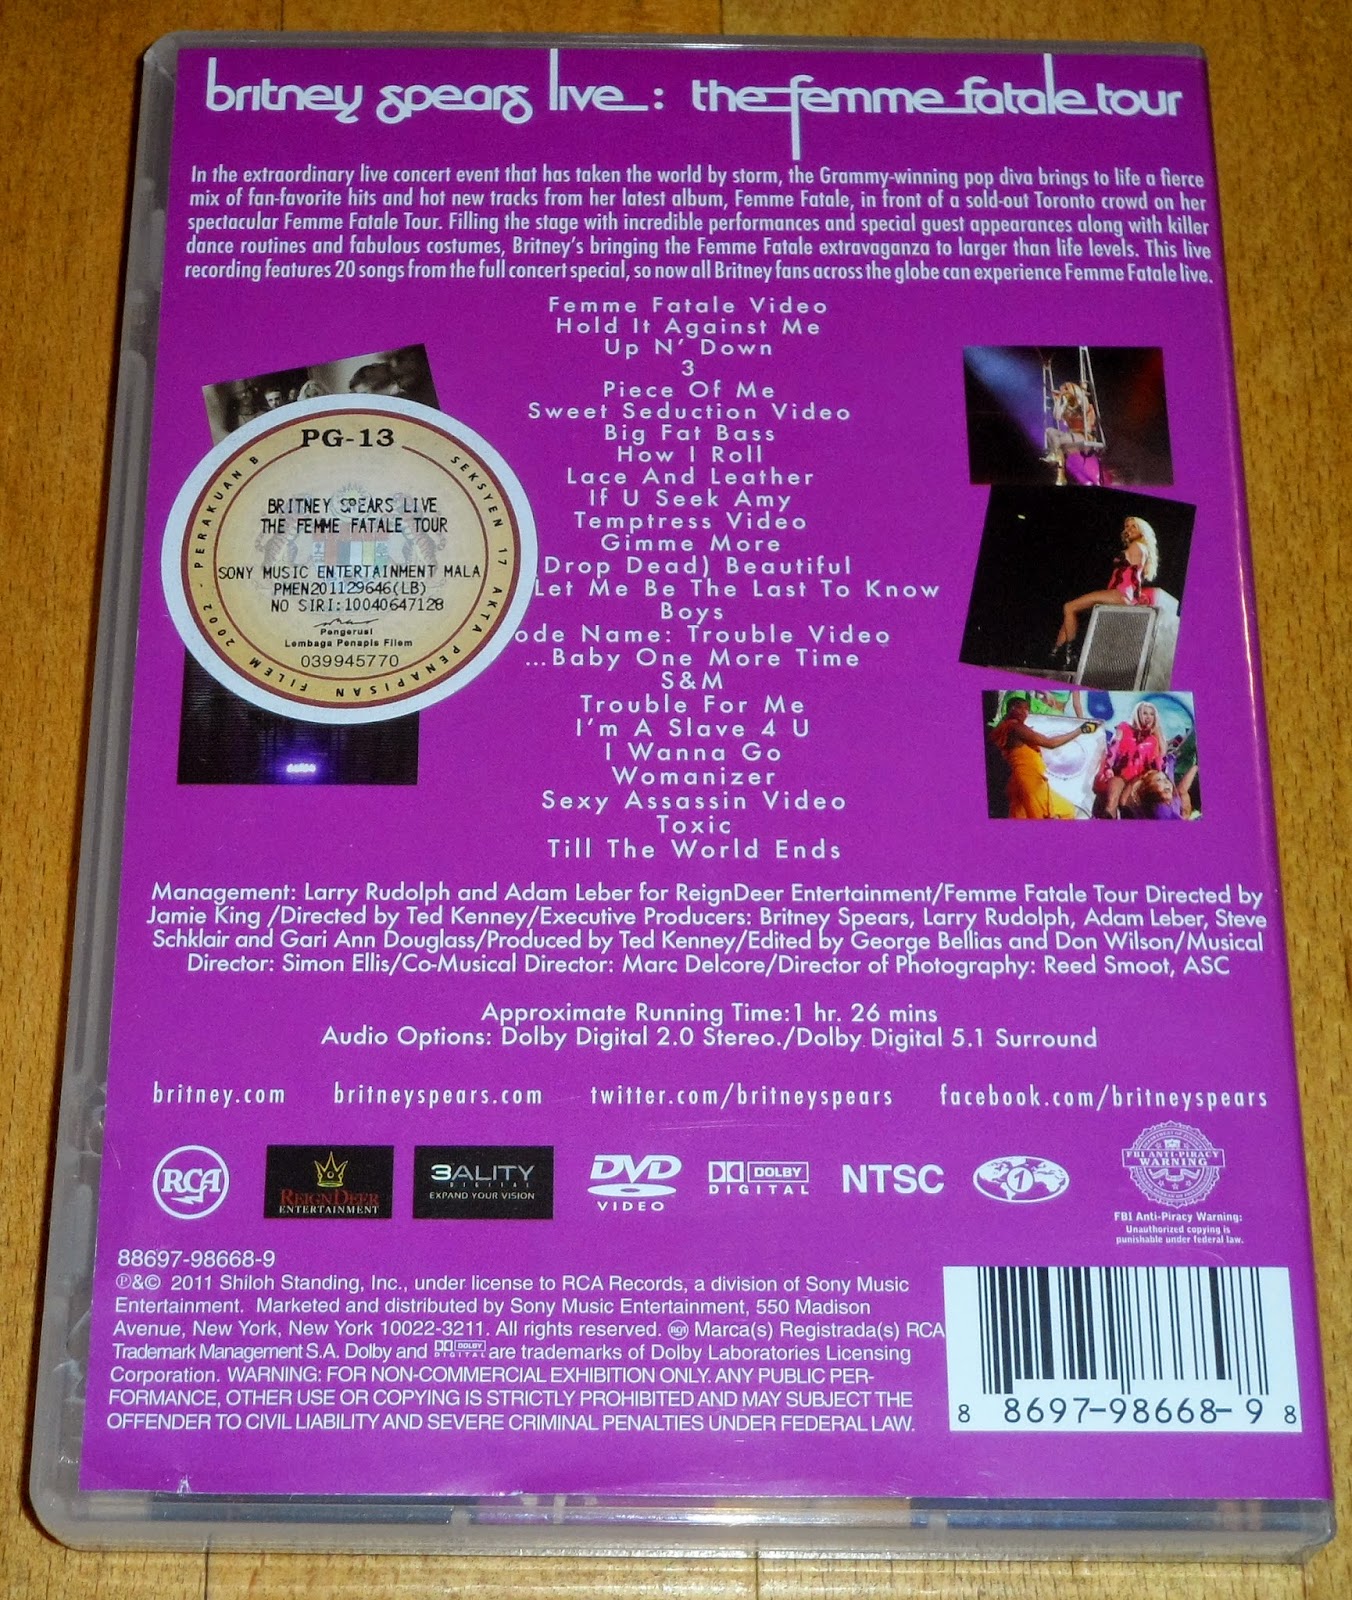 britney spears live : the femme fatale tour
In the extraordinary live concert event that has taken the world by storm, the Grammy-winning pop diva brings to life a fierce
mix of fan-favorite hits and hot new tracks from her latest album, Femme Fatale, in front of a sold-out Toronto crowd on her
spectacular Femme Fatale Tour. Filling the stage with incredible performances and special guest appearances along with killer
dance routines and fabulous costumes, Britney's bringing the Femme Fatale extravaganza to larger than life levels. This live
recording features 20 songs from the full concert special, so now all Britney fans across the globe can experience Femme Fatale live.
Femme Fatale Video
Hold It Against Me
Up N' Down
3
Piece Of Me
Sweet Seduction Video
Big Fat Bass
How I Roll
Lace And Leather
If U Seek Amy
Temptress Video
Gimme More
Drop Dead) Beautiful
Let Me Be The Last To Know
Boys
ode Name: Trouble Video
...Baby One More Time
S&M
Trouble For Me
I'm A Slave 4 U
I Wanna Go
Womanizer
Sexy Assassin Video
Toxic
Till The World Ends
PG-13
PERAKUAN B
SEKSYEN 17 AKTA PENAPISAN FILEM 2002 -
BRITNEY SPEARS LIVE
THE FEMME FATALE TOUR
SONY MUSIC ENTERTAINMENT MALA
PMEN201129646(LB)
NO SIRI:10040647128
Pengerusi
Lembaga Penapis Filem
039945770
Management: Larry Rudolph and Adam Leber for ReignDeer Entertainment/Femme Fatale Tour Directed by
Jamie King /Directed by Ted Kenney/Executive Producers: Britney Spears, Larry Rudolph, Adam Leber, Steve
Schklair and Gari Ann Douglass/Produced by Ted Kenney/Edited by George Bellias and Don Wilson/Musical
Director: Simon Ellis/Co-Musical Director: Marc Delcore/Director of Photography: Reed Smoot, ASC
Approximate Running Time:1 hr. 26 mins
Audio Options: Dolby Digital 2.0 Stereo./Dolby Digital 5.1 Surround
britney.com britneyspears.com twitter.com/britneyspears facebook.com/britneyspears
RCA
REIGNDEER
ENTERTAINMENT
3ALITY
DIGITAL
EXPAND YOUR VISION
DVD
VIDEO
DOLBY
DIGITAL
NTSC
1
FBI ANTI-PIRACY
WARNING
FBI Anti-Piracy Warning:
Unauthorized copying is
punishable under federal law.
88697-98668-9
℗&© 2011 Shiloh Standing, Inc., under license to RCA Records, a division of Sony Music
Entertainment. Marketed and distributed by Sony Music Entertainment, 550 Madison
Avenue, New York, New York 10022-3211. All rights reserved. RCA Marca(s) Registrada(s) RCA
Trademark Management S.A. Dolby and DOLBY DIGITAL are trademarks of Dolby Laboratories Licensing
Corporation. WARNING: FOR NON-COMMERCIAL EXHIBITION ONLY. ANY PUBLIC PER-
FORMANCE, OTHER USE OR COPYING IS STRICTLY PROHIBITED AND MAY SUBJECT THE
OFFENDER TO CIVIL LIABILITY AND SEVERE CRIMINAL PENALTIES UNDER FEDERAL LAW.
8 8697-98668-9 8